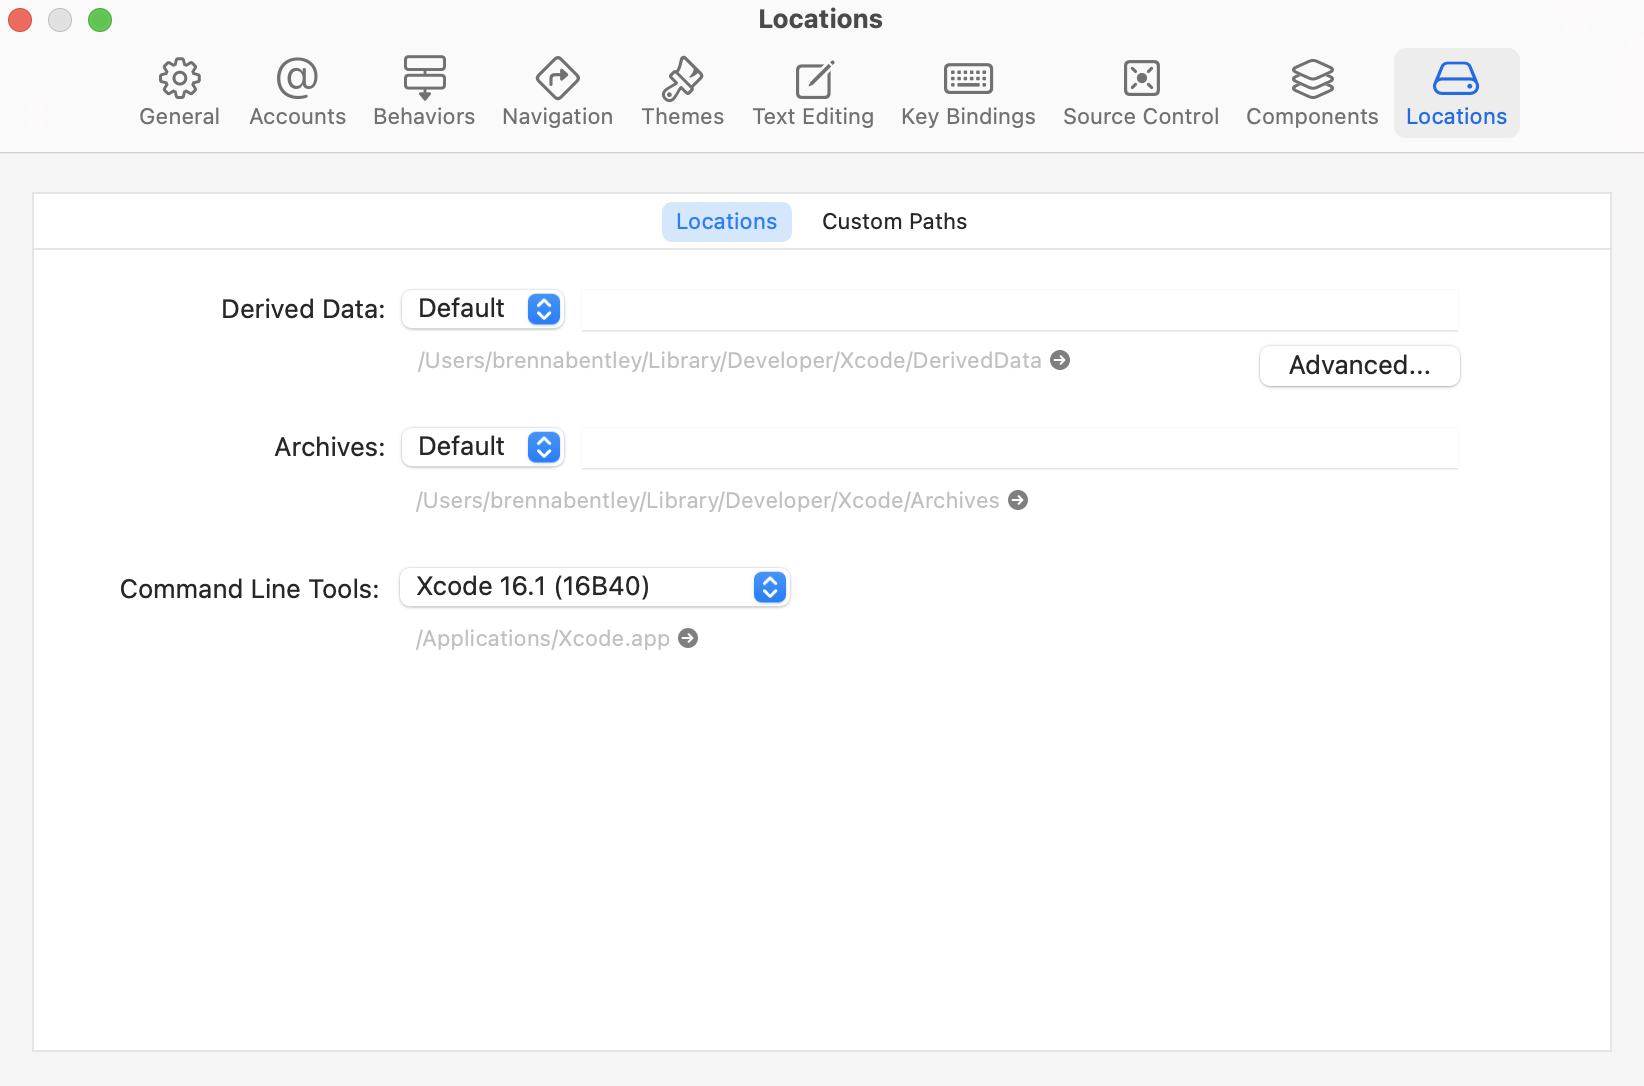 Locations
General Accounts Behaviors Navigation Themes Text Editing Key Bindings Source Control Components Locations
Locations Custom Paths
Derived Data: Default
/Users/brennabentley/Library/Developer/Xcode/DerivedData
Advanced...
Archives: Default
/Users/brennabentley/Library/Developer/Xcode/Archives
Command Line Tools: Xcode 16.1 (16B40)
/Applications/Xcode.app